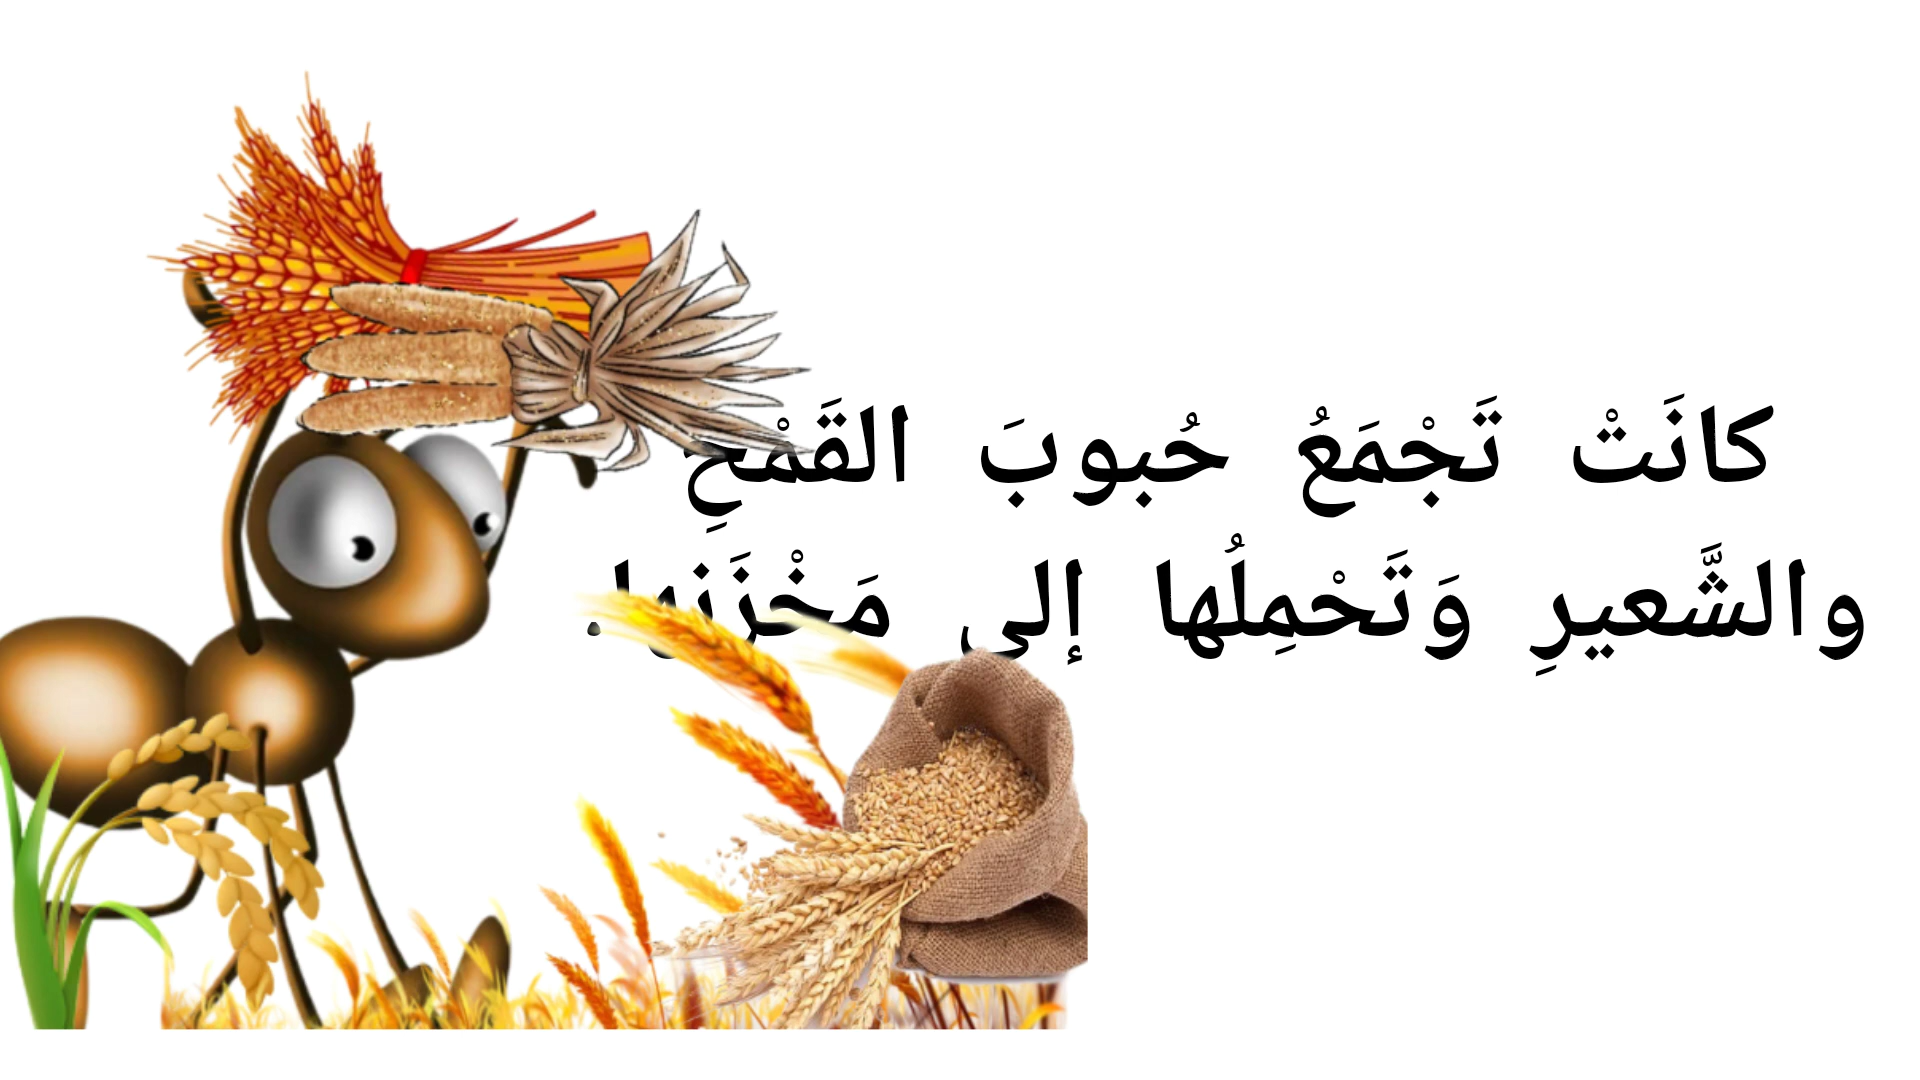 كانَتْ تَجْمَعُ حُبوبَ القَمْحِ
والشَّعيرِ وَتَحْمِلُها إلى مَخْزَنِها.